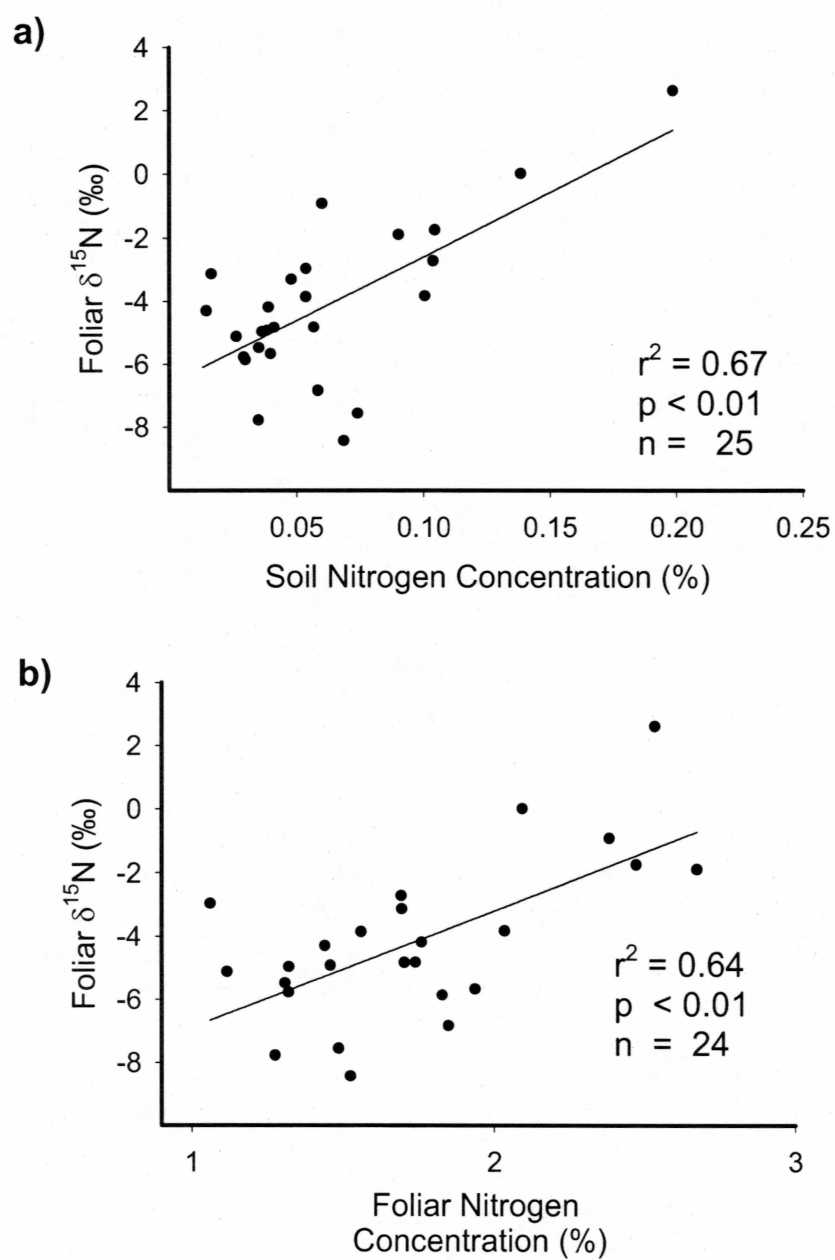 a)
4
2
0
-2
-4
-6
-8
Foliar δ¹⁵N (‰)
r² = 0.67
p < 0.01
n = 25
0.05 0.10 0.15 0.20 0.25
Soil Nitrogen Concentration (%)
b)
4
2
0
-2
-4
-6
-8
Foliar δ¹⁵N (‰)
r² = 0.64
p < 0.01
n = 24
1 2 3
Foliar Nitrogen
Concentration (%)